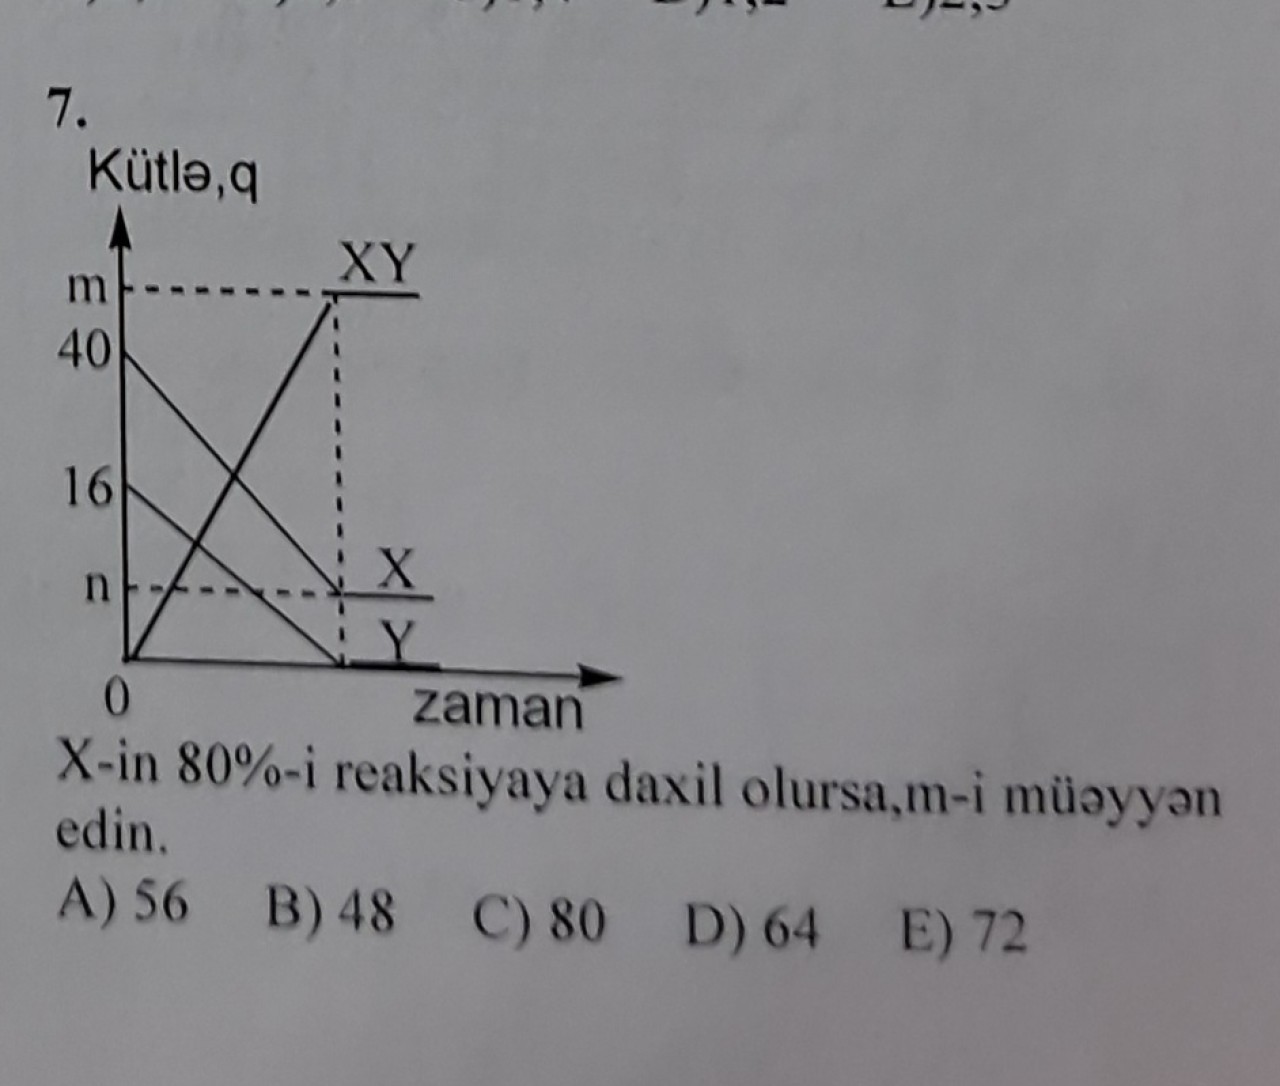 7.
Kütlə,q
XY
m
40
16
n
X
Y
0
zaman
X-in 80%-i reaksiyaya daxil olursa,m-i müəyyən
edin.
A) 56 B) 48 C) 80 D) 64 E) 72